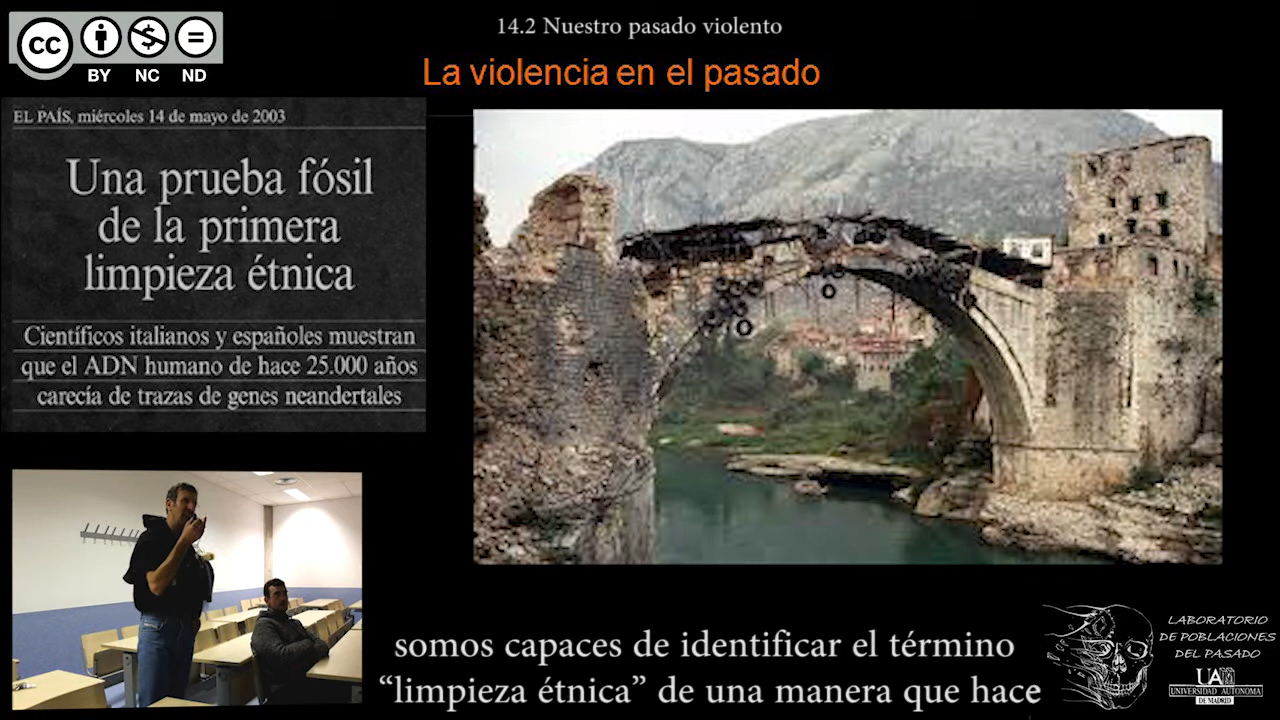 14.2 Nuestro pasado violento
La violencia en el pasado
CC
BY NC ND
EL PAÍS, miércoles 14 de mayo de 2003
Una prueba fósil
de la primera
limpieza étnica
Científicos italianos y españoles muestran
que el ADN humano de hace 25.000 años
carecía de trazas de genes neandertales
somos capaces de identificar el término
“limpieza étnica” de una manera que hace
LABORATORIO
DE POBLACIONES
DEL PASADO
UAM
UNIVERSIDAD AUTONOMA
DE MADRID